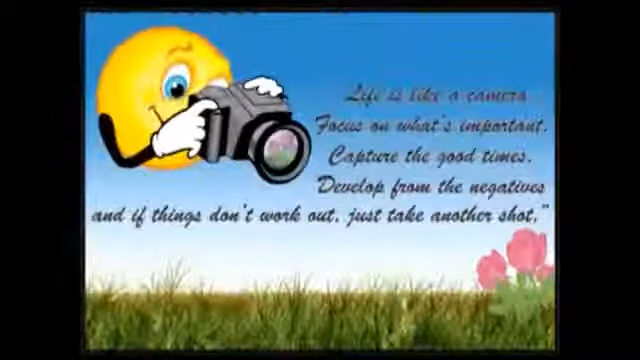 Life is like a camera
Focus on what's important.
Capture the good times.
Develop from the negatives
and if things don't work out, just take another shot."